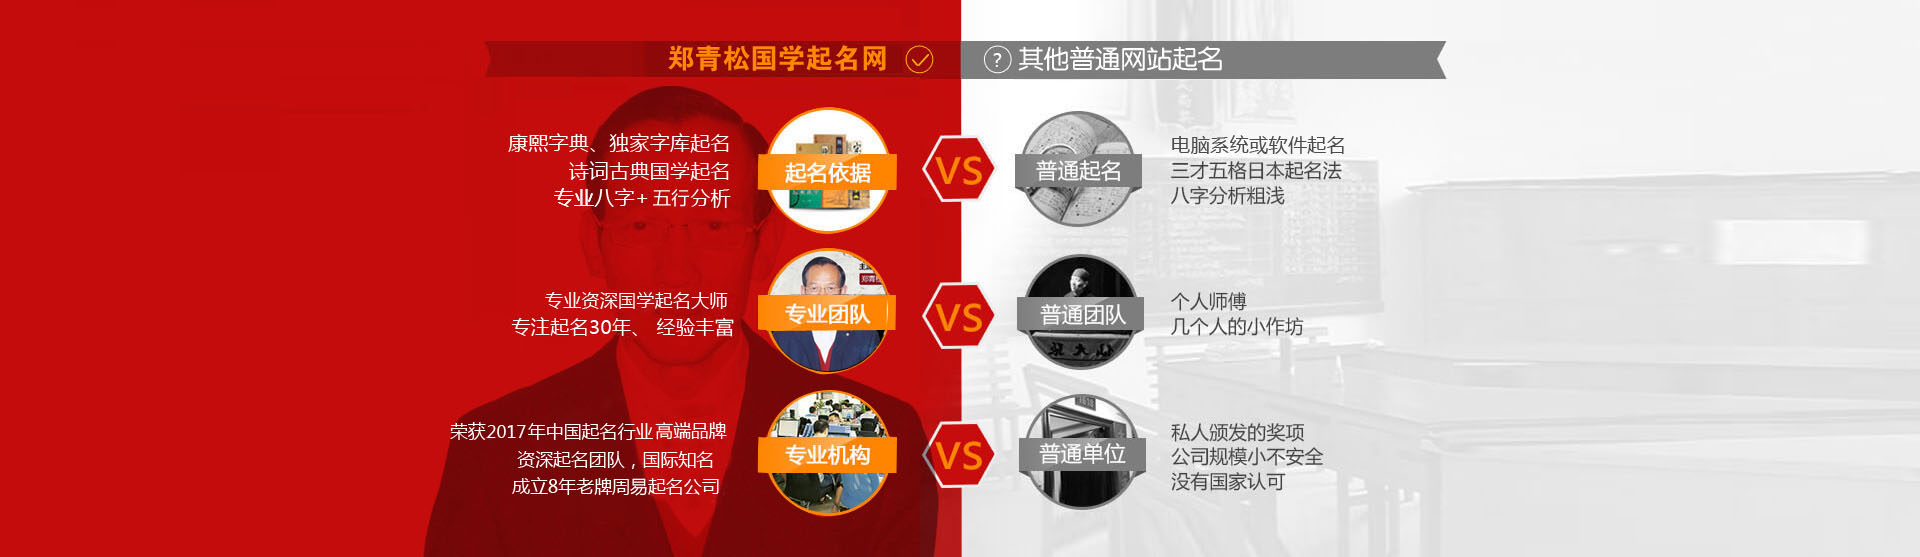 郑青松国学起名网
? 其他普通网站起名
康熙字典、独家字库起名
诗词古典国学起名
专业八字+五行分析
起名依据
VS
普通起名
电脑系统或软件起名
三才五格日本起名法
八字分析粗浅
专业资深国学起名大师
专注起名30年、 经验丰富
专业团队
VS
普通团队
个人师傅
几个人的小作坊
荣获2017年中国起名行业高端品牌
资深起名团队，国际知名
成立8年老牌周易起名公司
专业机构
VS
普通单位
私人颁发的奖项
公司规模小不安全
没有国家认可